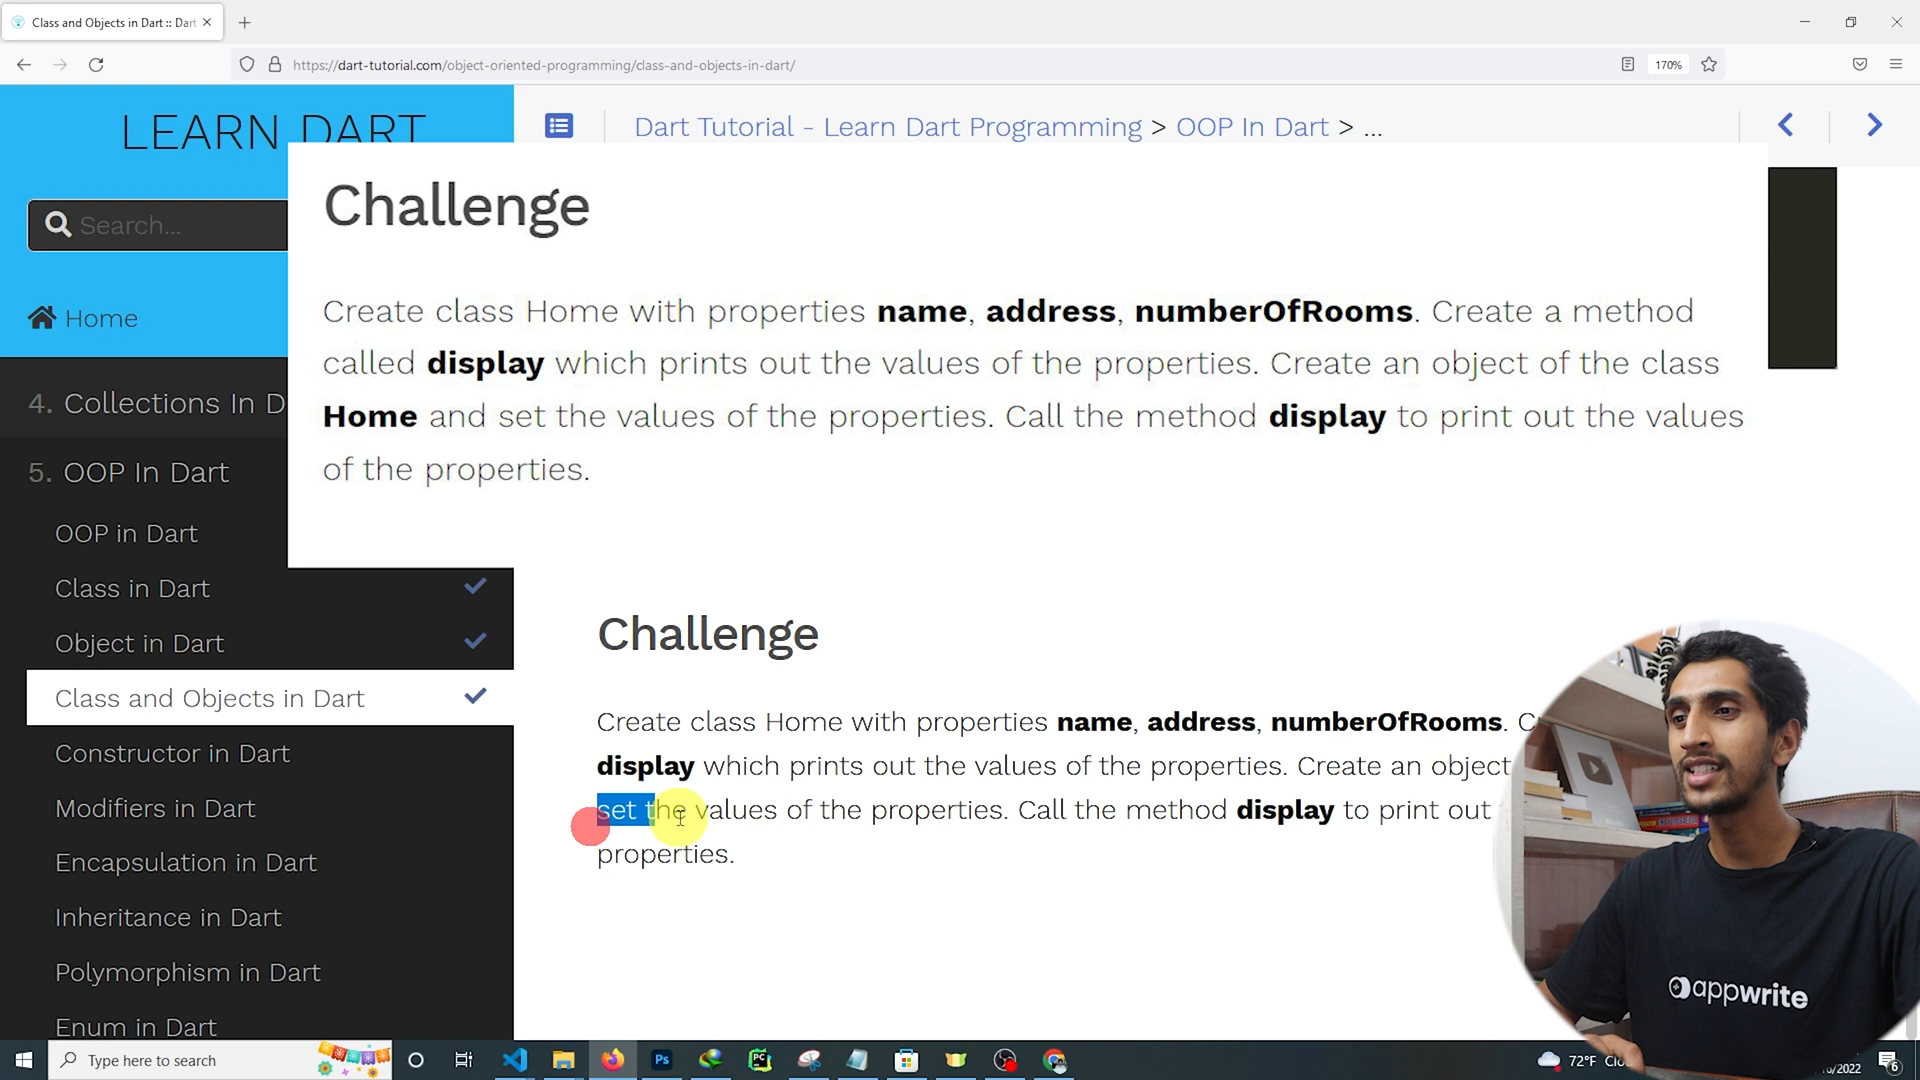 Class and Objects in Dart :: Dart
https://dart-tutorial.com/object-oriented-programming/class-and-objects-in-dart/
170%
LEARN DART
Dart Tutorial - Learn Dart Programming > OOP In Dart > ...
Search...
Home
4. Collections In D
5. OOP In Dart
OOP in Dart
Class in Dart
Object in Dart
Class and Objects in Dart
Constructor in Dart
Modifiers in Dart
Encapsulation in Dart
Inheritance in Dart
Polymorphism in Dart
Enum in Dart
Challenge
Create class Home with properties name, address, numberOfRooms. Create a method
called display which prints out the values of the properties. Create an object of the class
Home and set the values of the properties. Call the method display to print out the values
of the properties.
Challenge
Create class Home with properties name, address, numberOfRooms. C
display which prints out the values of the properties. Create an object
set the values of the properties. Call the method display to print out
properties.
appwrite
Type here to search
Ps
PC
72°F Clo
/2022
6